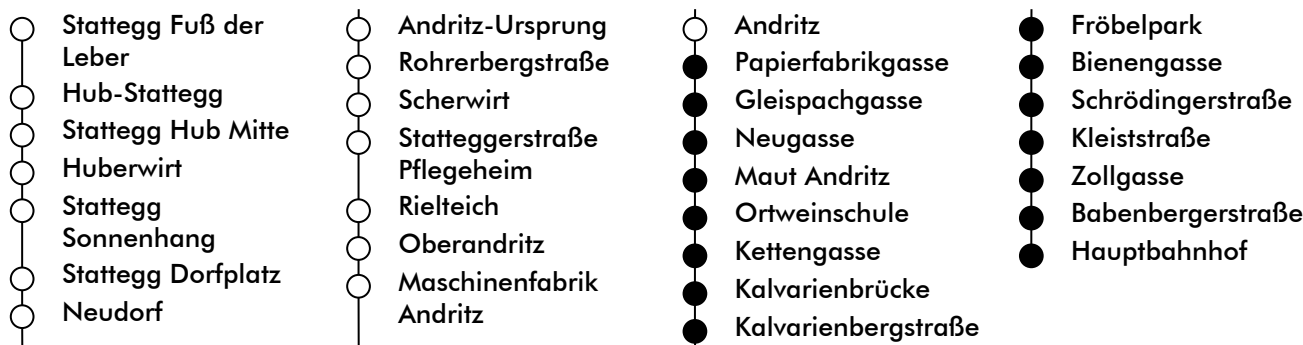 Stattegg Fuß der
Leber
Hub-Stattegg
Stattegg Hub Mitte
Huberwirt
Stattegg
Sonnenhang
Stattegg Dorfplatz
Neudorf
Andritz-Ursprung
Rohrerbergstraße
Scherwirt
Statteggerstraße
Pflegeheim
Rielteich
Oberandritz
Maschinenfabrik
Andritz
Andritz
Papierfabrikgasse
Gleispachgasse
Neugasse
Maut Andritz
Ortweinschule
Kettengasse
Kalvarienbrücke
Kalvarienbergstraße
Fröbelpark
Bienengasse
Schrödingerstraße
Kleiststraße
Zollgasse
Babenbergerstraße
Hauptbahnhof